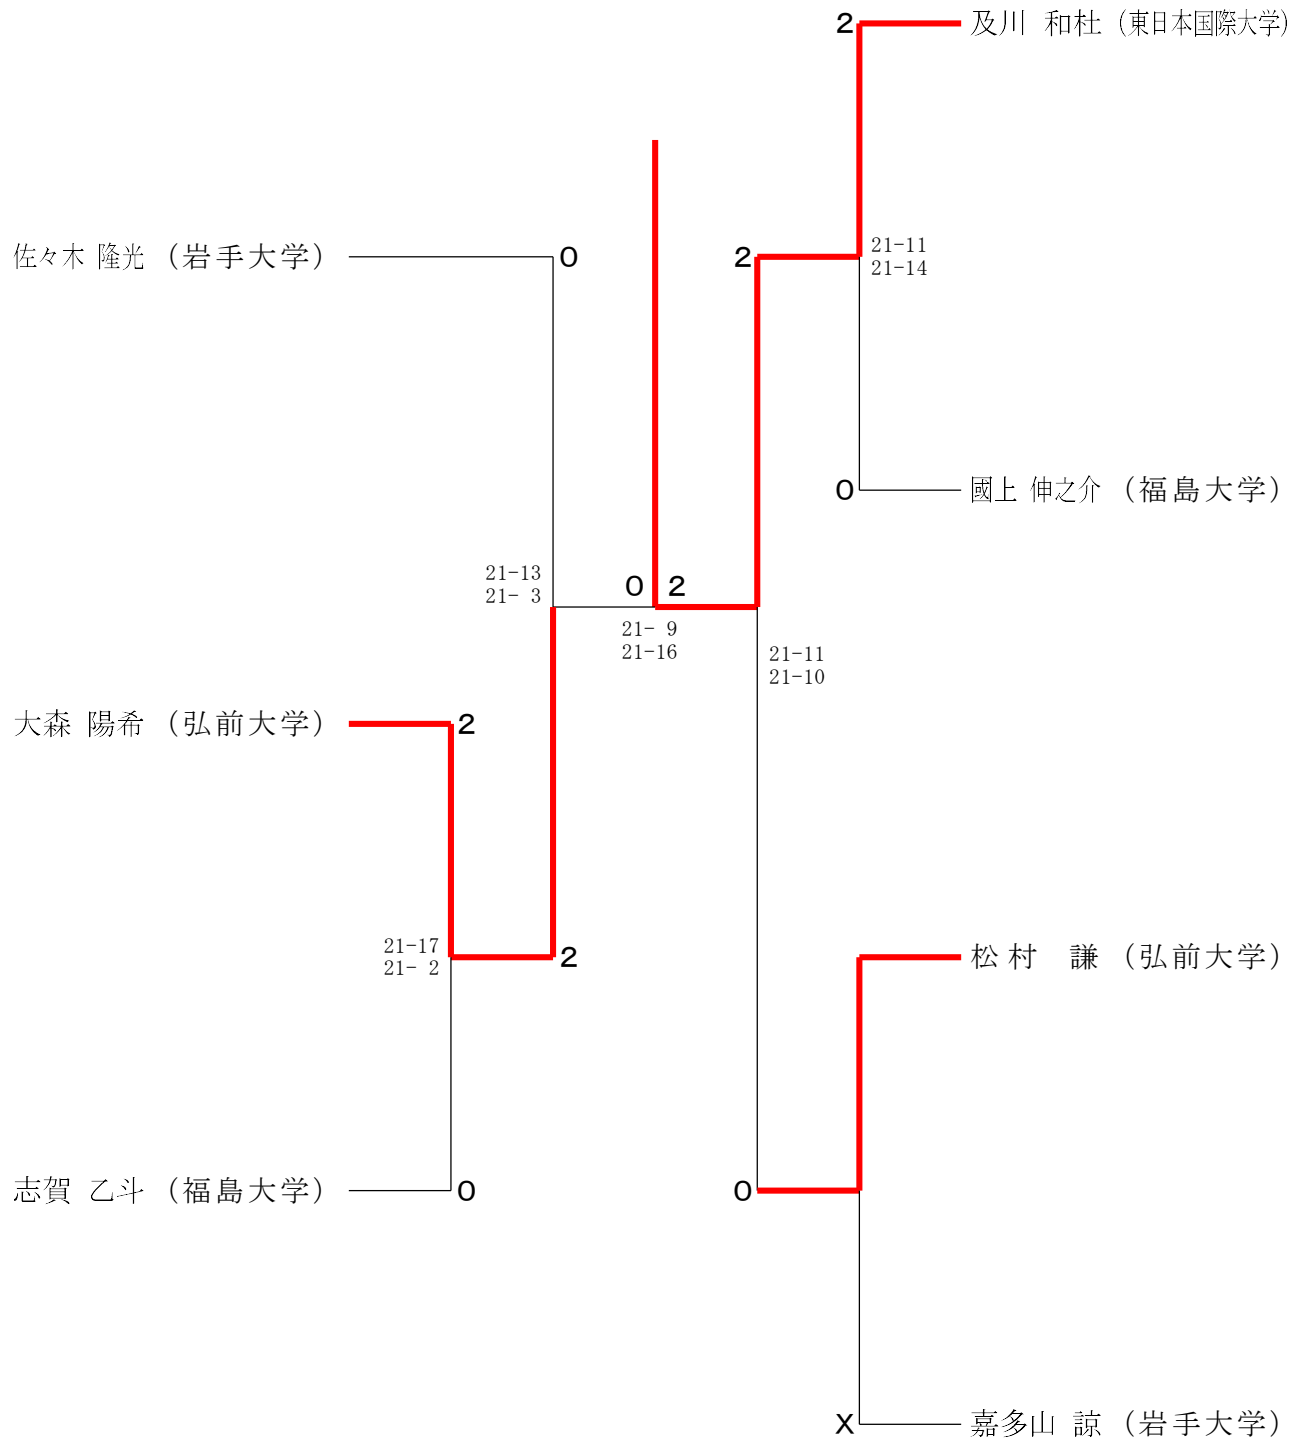 2 及川 和杜 (東日本国際大学)
佐々木 隆光 (岩手大学) 0
2 21-11
21-14
0 國上 伸之介 (福島大学)
21-13
21- 3
0 2
21- 9
21-16
21-11
21-10
大森 陽希 (弘前大学) 2
21-17
21- 2
2
松村 謙 (弘前大学)
志賀 乙斗 (福島大学) 0
0
X 嘉多山 諒 (岩手大学)